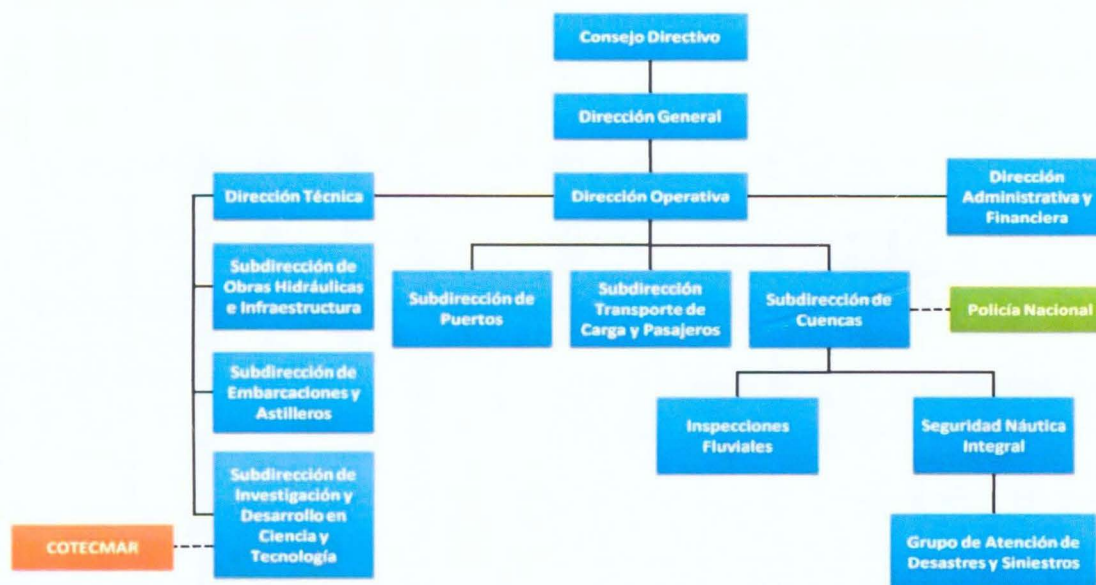 Consejo Directivo
Dirección General
Dirección Técnica
Dirección Operativa
Dirección
Administrativa y
Financiera
Subdirección de
Obras Hidráulicas
e Infraestructura
Subdirección de
Puertos
Subdirección
Transporte de
Carga y Pasajeros
Subdirección de
Cuencas
Policía Nacional
Subdirección de
Embarcaciones y
Astilleros
Inspecciones
Fluviales
Seguridad Náutica
Integral
Subdirección de
Investigación y
Desarrollo en
Ciencia y
Tecnología
COTECMAR
Grupo de Atención de
Desastres y Siniestros